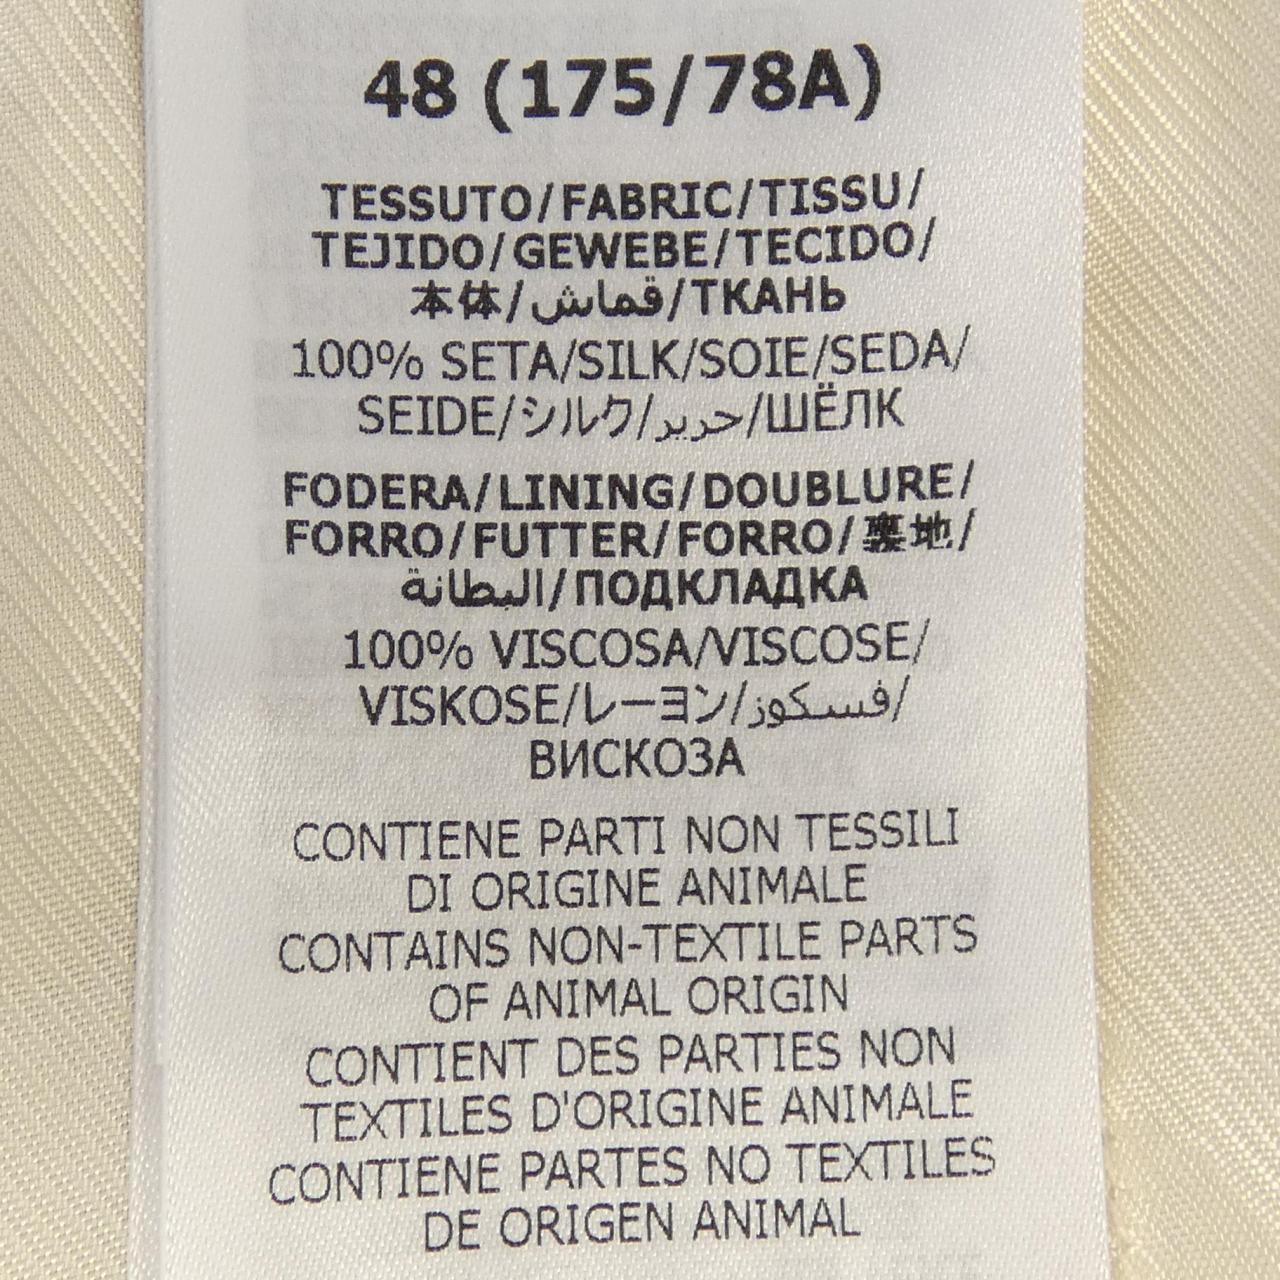 48 (175/78A)
TESSUTO/FABRIC/TISSU/
TEJIDO/GEWEBE/TECIDO/
本体/قماش/ТКАНЬ
100% SETA/SILK/SOIE/SEDA/
SEIDE/シルク/حرير/ШЁЛК
FODERA/LINING/DOUBLURE/
FORRO/FUTTER/FORRO/裏地/
البطانة/ПОДКЛАДКА
100% VISCOSA/VISCOSE/
VISKOSE/レーヨン/فسكوز/
ВИСКОЗА
CONTIENE PARTI NON TESSILI
DI ORIGINE ANIMALE
CONTAINS NON-TEXTILE PARTS
OF ANIMAL ORIGIN
CONTIENT DES PARTIES NON
TEXTILES D'ORIGINE ANIMALE
CONTIENE PARTES NO TEXTILES
DE ORIGEN ANIMAL